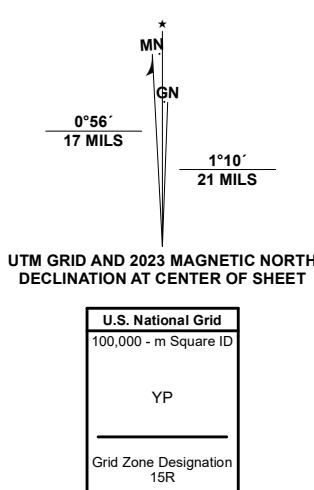 ★
MN
GN
0°56´
17 MILS
1°10´
21 MILS
UTM GRID AND 2023 MAGNETIC NORTH
DECLINATION AT CENTER OF SHEET
U.S. National Grid
100,000 - m Square ID
YP
Grid Zone Designation
15R